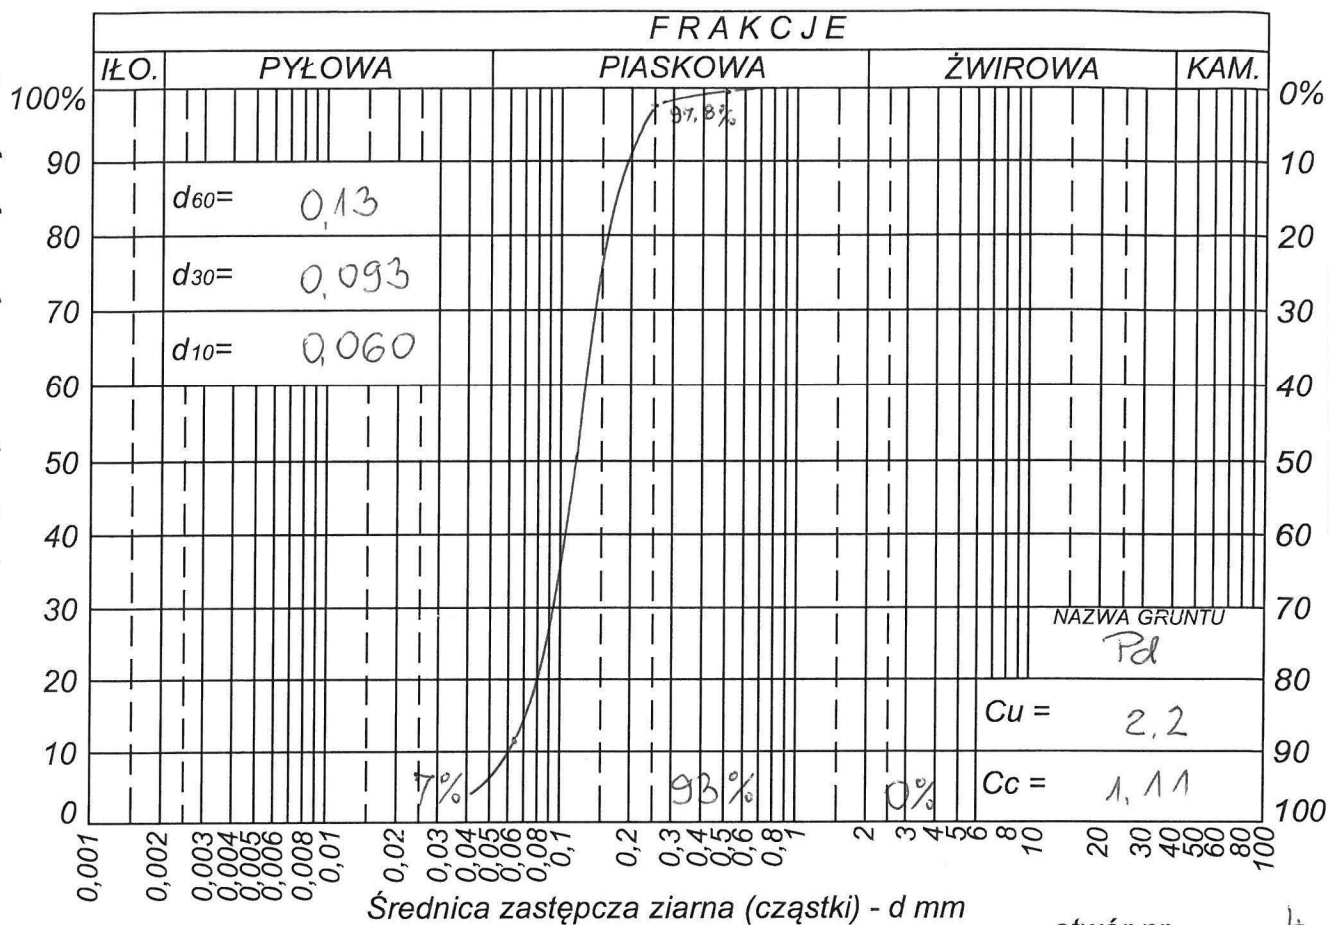 FRAKCJE
IŁO. PYŁOWA PIASKOWA ŻWIROWA KAM.
100% 0%
97,8%
90 10
d60= 0,13
80 20
d30= 0,093
70 30
d10= 0,060
60 40
50 50
40 60
30 70
NAZWA GRUNTU
Pd
20 80
Cu = 2,2
10 90
7% 93% 0% Cc = 1,11
0 100
0,001 0,002 0,003 0,004 0,005 0,006 0,008 0,01 0,02 0,03 0,04 0,05 0,06 0,08 0,1 0,2 0,3 0,4 0,5 0,6 0,8 1 2 3 4 5 6 8 10 20 30 40 50 60 80 100
Średnica zastępcza ziarna (cząstki) - d mm